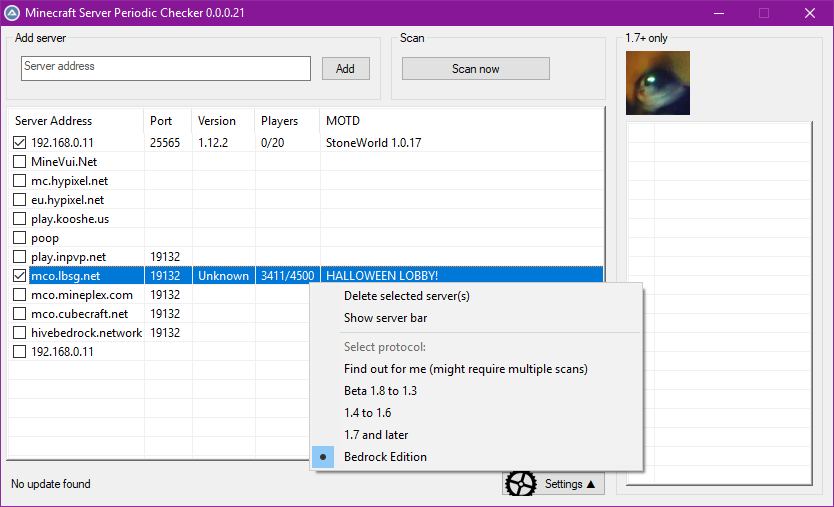 Minecraft Server Periodic Checker 0.0.0.21
Add server
Server address
Add
Scan
Scan now
1.7+ only
Server Address Port Version Players MOTD
192.168.0.11 25565 1.12.2 0/20 StoneWorld 1.0.17
MineVui.Net
mc.hypixel.net
eu.hypixel.net
play.kooshe.us
poop
play.inpvp.net 19132
mco.lbsg.net 19132 Unknown 3411/4500 HALLOWEEN LOBBY!
mco.mineplex.com 19132
mco.cubecraft.net 19132
hivebedrock.network 19132
192.168.0.11
Delete selected server(s)
Show server bar
Select protocol:
Find out for me (might require multiple scans)
Beta 1.8 to 1.3
1.4 to 1.6
1.7 and later
Bedrock Edition
No update found
Settings ▲